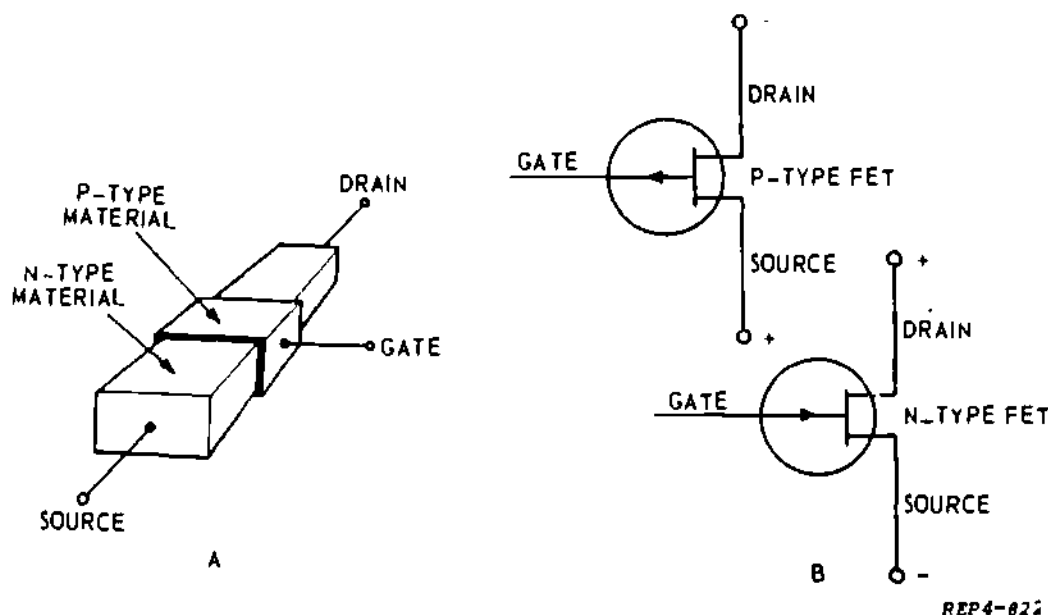 P-TYPE
MATERIAL
N-TYPE
MATERIAL
DRAIN
GATE
SOURCE
A
-
DRAIN
GATE
P-TYPE FET
SOURCE
+
+
DRAIN
GATE
N-TYPE FET
SOURCE
-
B
REP4-822